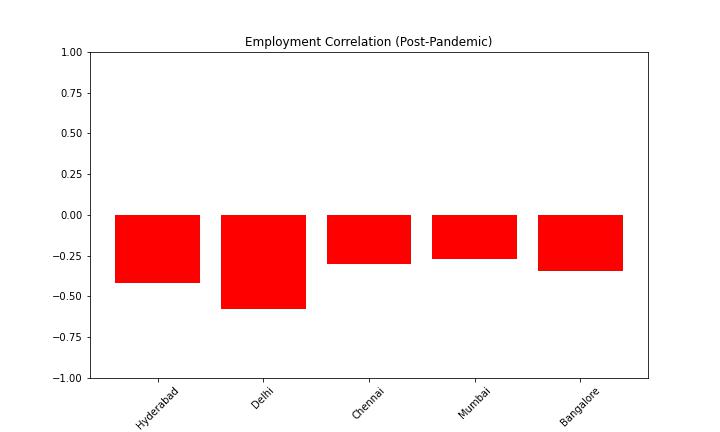 Employment Correlation (Post-Pandemic)
1.00
0.75
0.50
0.25
0.00
−0.25
−0.50
−0.75
−1.00
Hyderabad
Delhi
Chennai
Mumbai
Bangalore